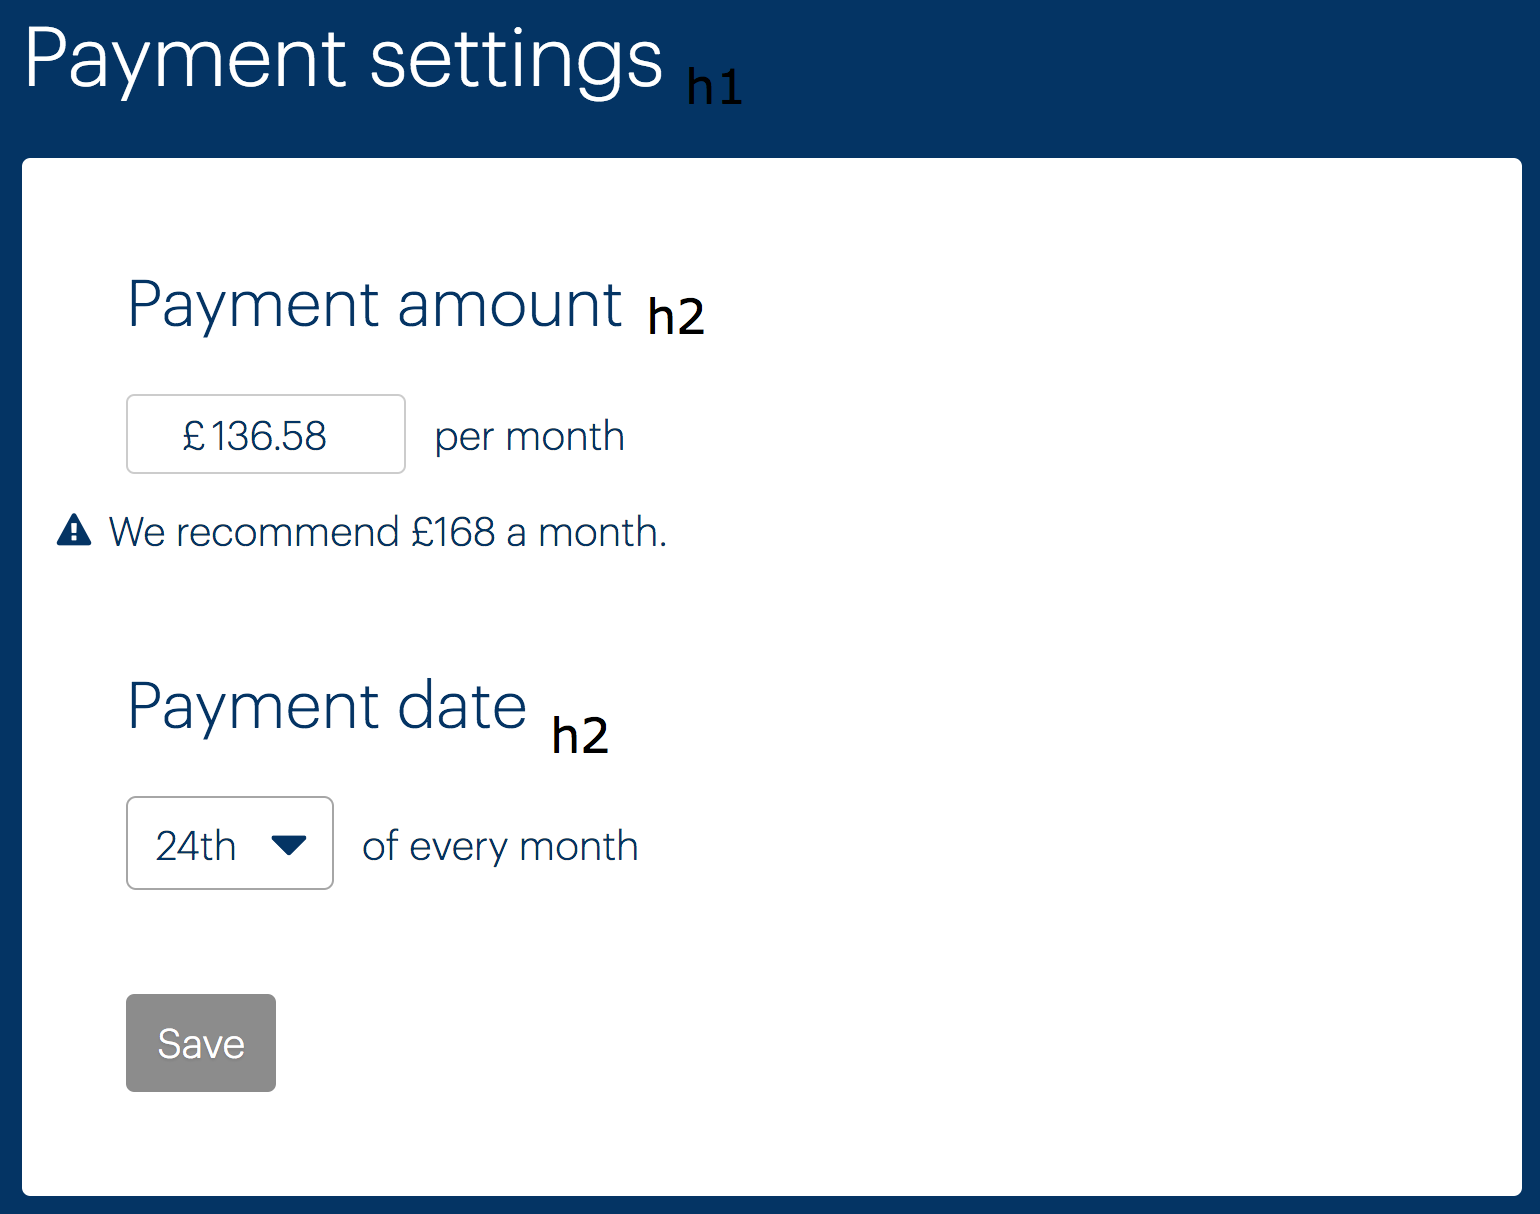 Payment settings h1
Payment amount h2
£136.58 per month
We recommend £168 a month.
Payment date h2
24th of every month
Save